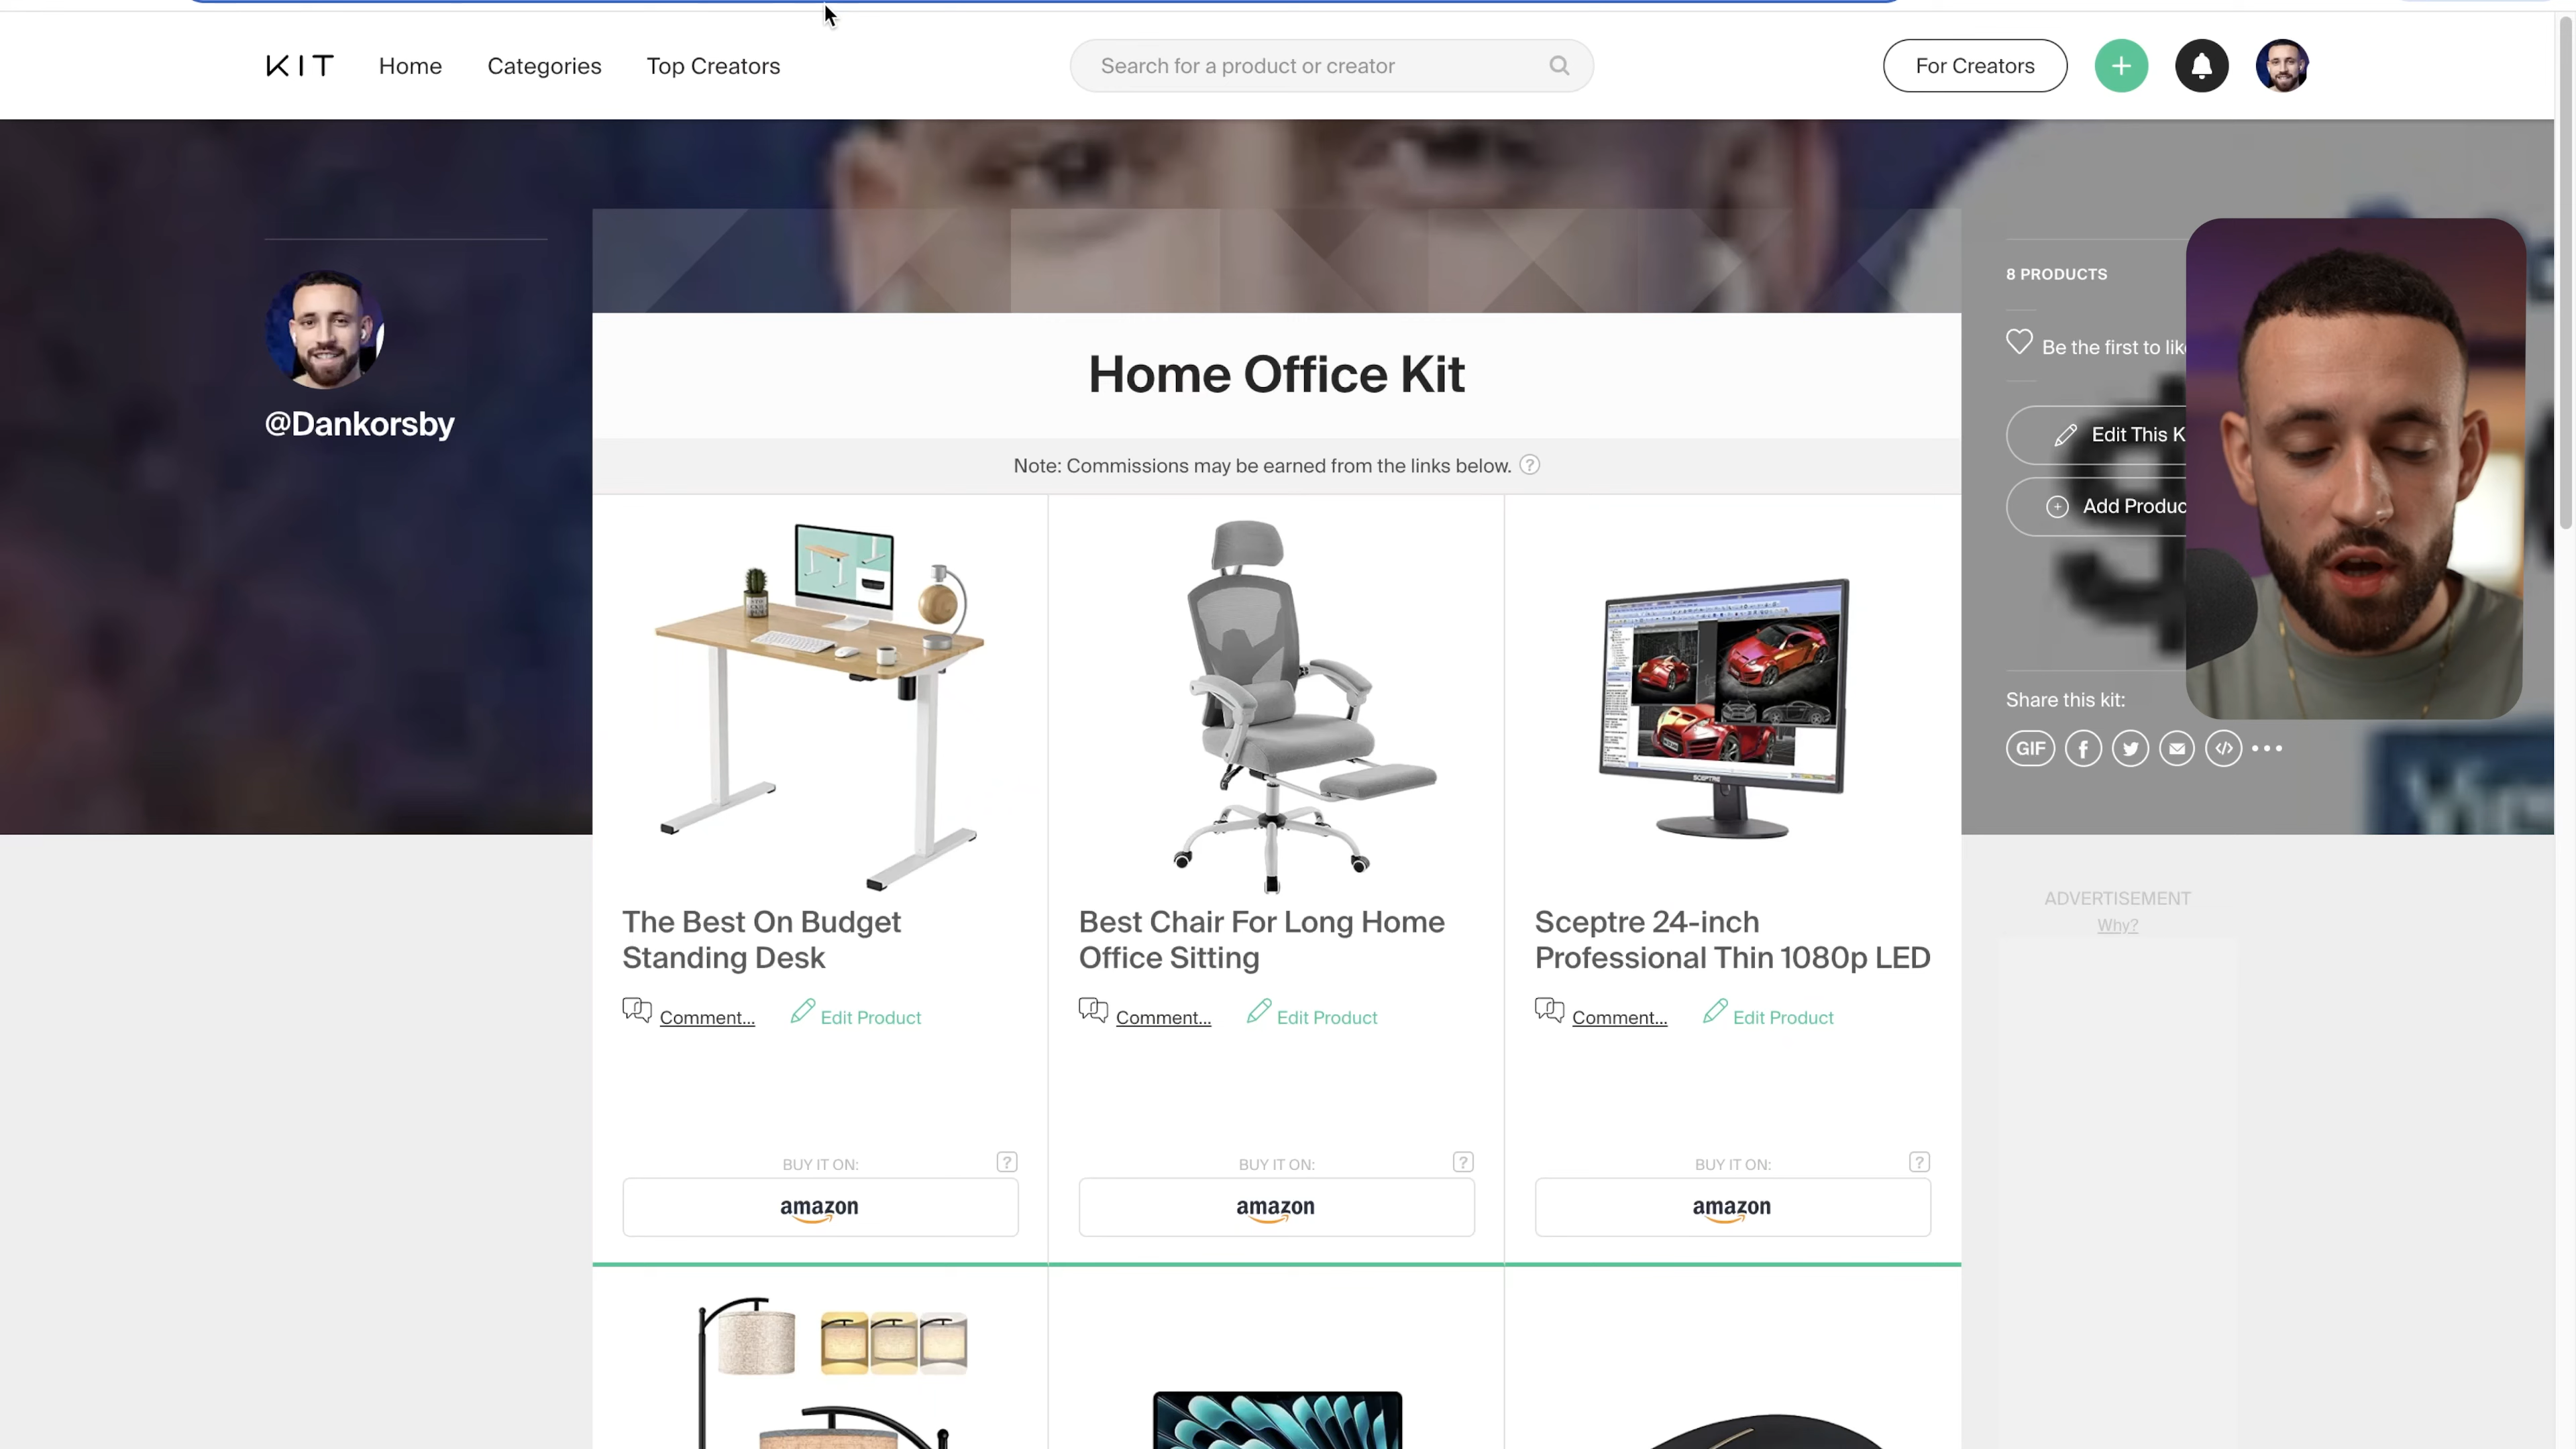 KIT
Home
Categories
Top Creators
Search for a product or creator
For Creators
@Dankorsby
Home Office Kit
Note: Commissions may be earned from the links below. ?
8 PRODUCTS
Be the first to lik
Edit This K
Add Produc
Share this kit:
GIF
The Best On Budget
Standing Desk
Comment...
Edit Product
BUY IT ON:
?
amazon
Best Chair For Long Home
Office Sitting
Comment...
Edit Product
BUY IT ON:
?
amazon
SCEPTRE
Sceptre 24-inch
Professional Thin 1080p LED
Comment...
Edit Product
BUY IT ON:
?
amazon
ADVERTISEMENT
Why?